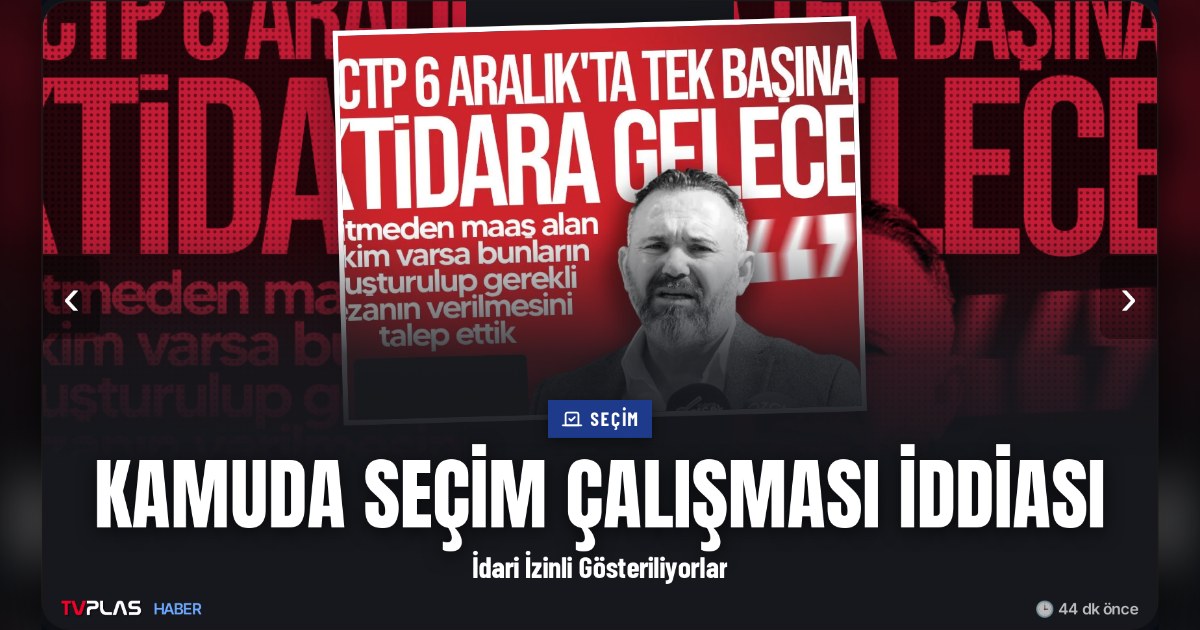 CTP 6 ARALIK'TA TEK BAŞINA
KTİDARA GELECE
tmeden maaş alan
kim varsa bunların
uşturulup gerekli
zanın verilmesini
talep ettik
SEÇİM
KAMUDA SEÇİM ÇALIŞMASI İDDİASI
İdari İzinli Gösteriliyorlar
TVPLAS HABER
44 dk önce